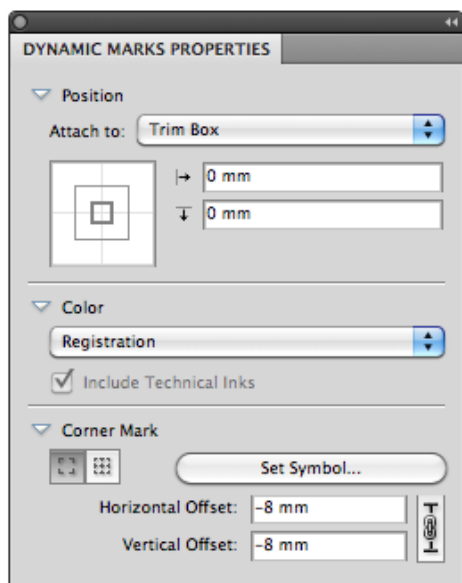 DYNAMIC MARKS PROPERTIES
Position
Attach to: Trim Box
0 mm
0 mm
Color
Registration
Include Technical Inks
Corner Mark
Set Symbol...
Horizontal Offset: -8 mm
Vertical Offset: -8 mm